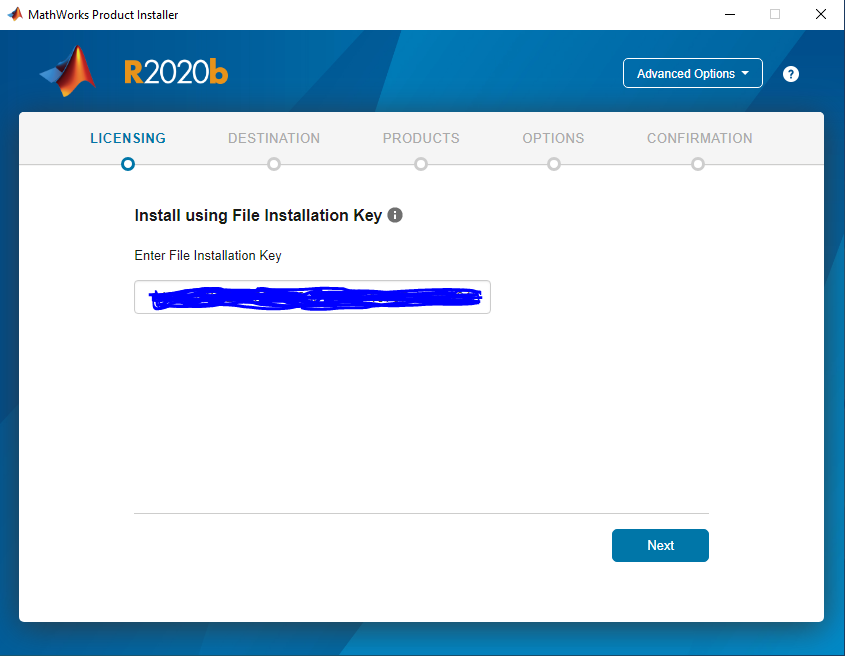 MathWorks Product Installer
R2020b
Advanced Options
?
LICENSING DESTINATION PRODUCTS OPTIONS CONFIRMATION
Install using File Installation Key
Enter File Installation Key
Next